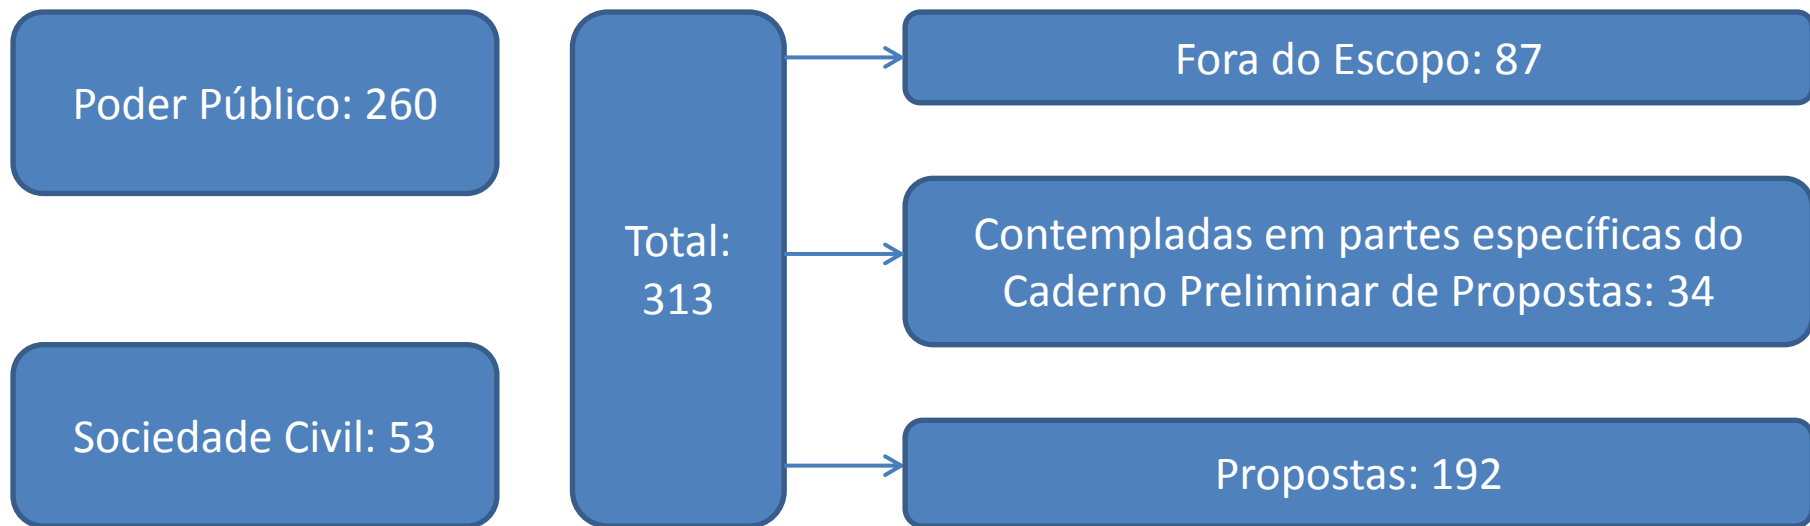 Poder Público: 260
Sociedade Civil: 53
Total:
313
Fora do Escopo: 87
Contempladas em partes específicas do
Caderno Preliminar de Propostas: 34
Propostas: 192